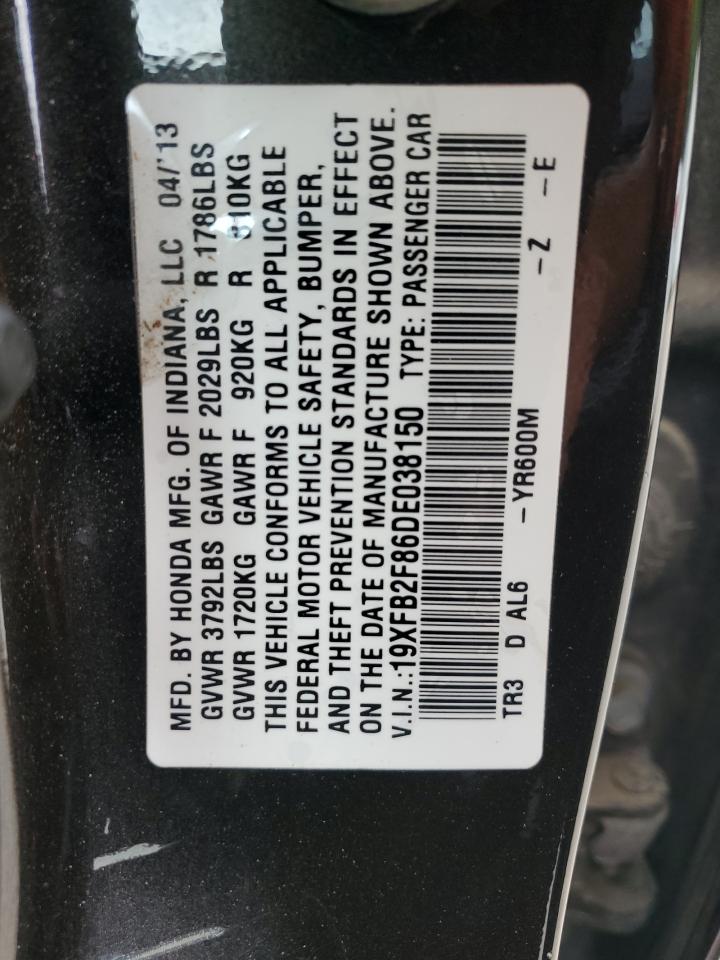 MFD. BY HONDA MFG. OF INDIANA, LLC 04/'13
GVWR 3792LBS GAWR F 2029LBS R 1786LBS
GVWR 1720KG GAWR F 920KG R 810KG
THIS VEHICLE CONFORMS TO ALL APPLICABLE
FEDERAL MOTOR VEHICLE SAFETY, BUMPER,
AND THEFT PREVENTION STANDARDS IN EFFECT
ON THE DATE OF MANUFACTURE SHOWN ABOVE.
V.I.N.:19XFB2F86DE038150 TYPE: PASSENGER CAR
TR3 D AL6 -YR600M -Z -E